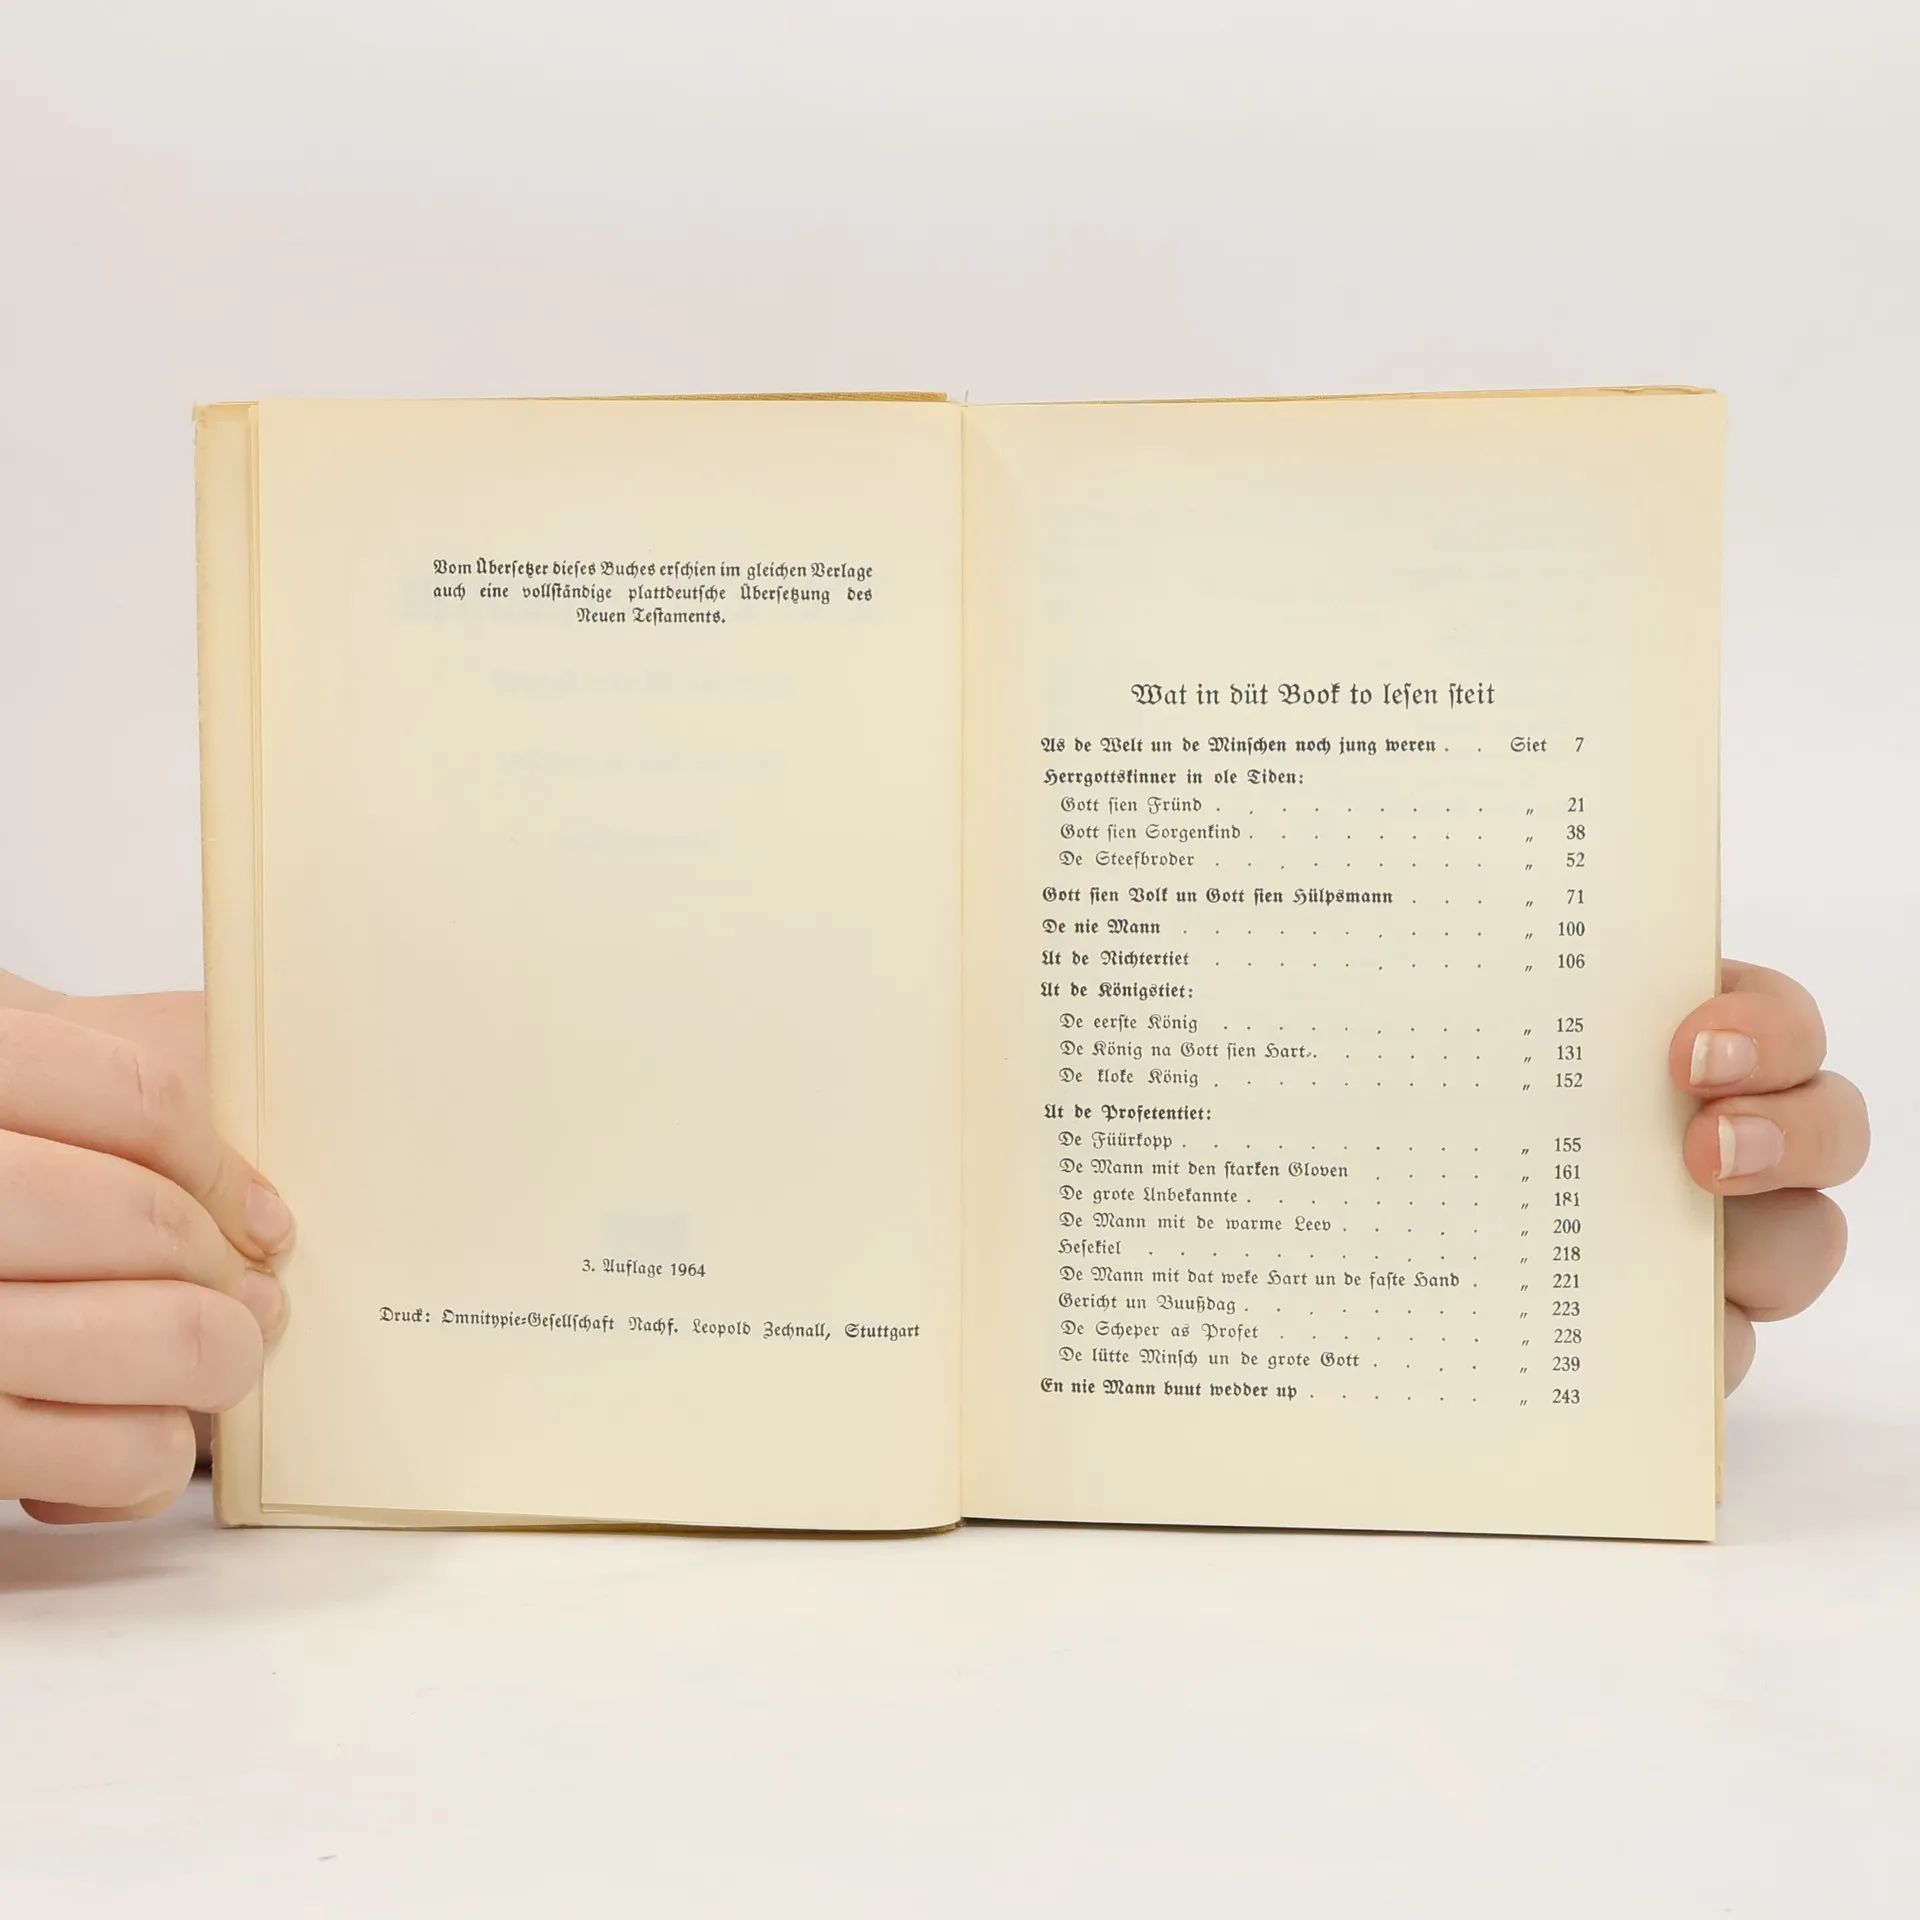 Vom Überſetzer dieſes Buches erſchien im gleichen Verlage
auch eine vollſtändige plattdeutſche Überſetzung des
Neuen Teſtaments.
3. Auflage 1964
Druck: Omnitypie=Geſellſchaft Nachf. Leopold Zechnall, Stuttgart
Wat in düt Book to leſen ſteit
As de Welt un de Minſchen noch jung weren . . Siet 7
Herrgottskinner in ole Tiden:
Gott ſien Fründ . . . . . . . . . „ 21
Gott ſien Sorgenkind . . . . . . . . „ 38
De Steefbroder . . . . . . . . . „ 52
Gott ſien Volk un Gott ſien Hülpsmann . . . „ 71
De nie Mann . . . . . . . . . . „ 100
Ut de Richtertiet . . . . . . . . . „ 106
Ut de Königstiet:
De eerſte König . . . . . . . . . „ 125
De König na Gott ſien Hart . . . . . . „ 131
De kloke König . . . . . . . . . „ 152
Ut de Profetentiet:
De Füürkopp . . . . . . . . . . „ 155
De Mann mit den ſtarken Gloven . . . . „ 161
De grote Unbekannte . . . . . . . . „ 181
De Mann mit de warme Leev . . . . . „ 200
Heſekiel . . . . . . . . . . . „ 218
De Mann mit dat weke Hart un de faſte Hand . „ 221
Gericht un Buußdag . . . . . . . . „ 223
De Scheper as Profet . . . . . . . „ 228
De lütte Minſch un de grote Gott . . . . „ 239
En nie Mann buut wedder up . . . . . . „ 243